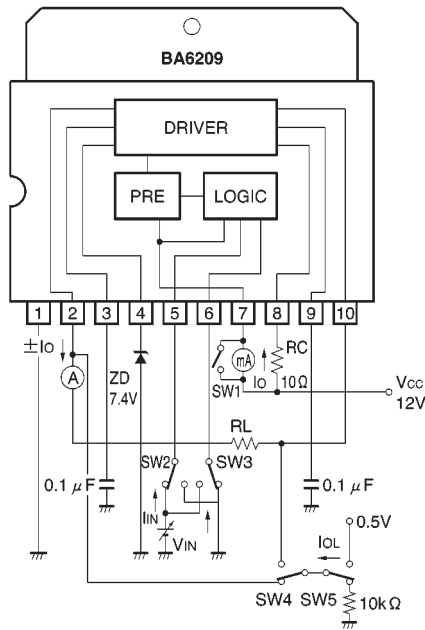 BA6209
DRIVER
PRE
LOGIC
1 2 3 4 5 6 7 8 9 10
±IO
A
ZD
7.4V
SW1
mA
IO
RC
10Ω
VCC
12V
RL
SW2
SW3
0.1 μF
0.1 μF
IIN
VIN
0.5V
IOL
SW4
SW5
10kΩ